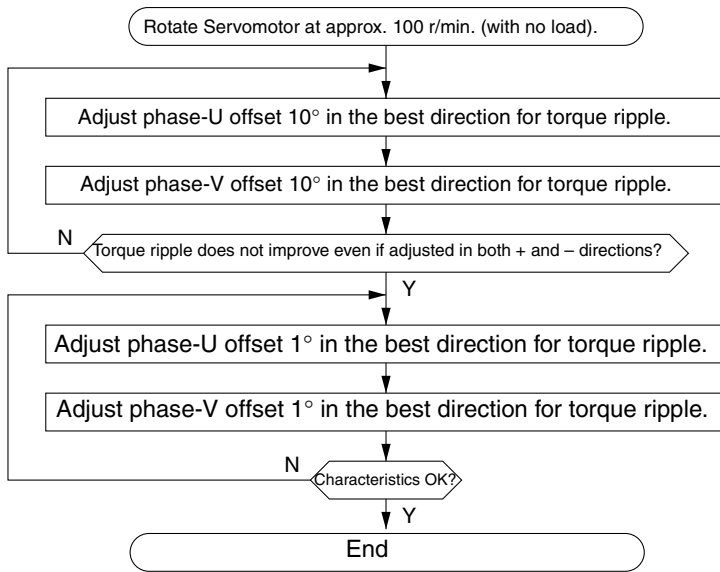 Rotate Servomotor at approx. 100 r/min. (with no load).
Adjust phase-U offset 10° in the best direction for torque ripple.
Adjust phase-V offset 10° in the best direction for torque ripple.
N
Torque ripple does not improve even if adjusted in both + and – directions?
Y
Adjust phase-U offset 1° in the best direction for torque ripple.
Adjust phase-V offset 1° in the best direction for torque ripple.
N
Characteristics OK?
Y
End